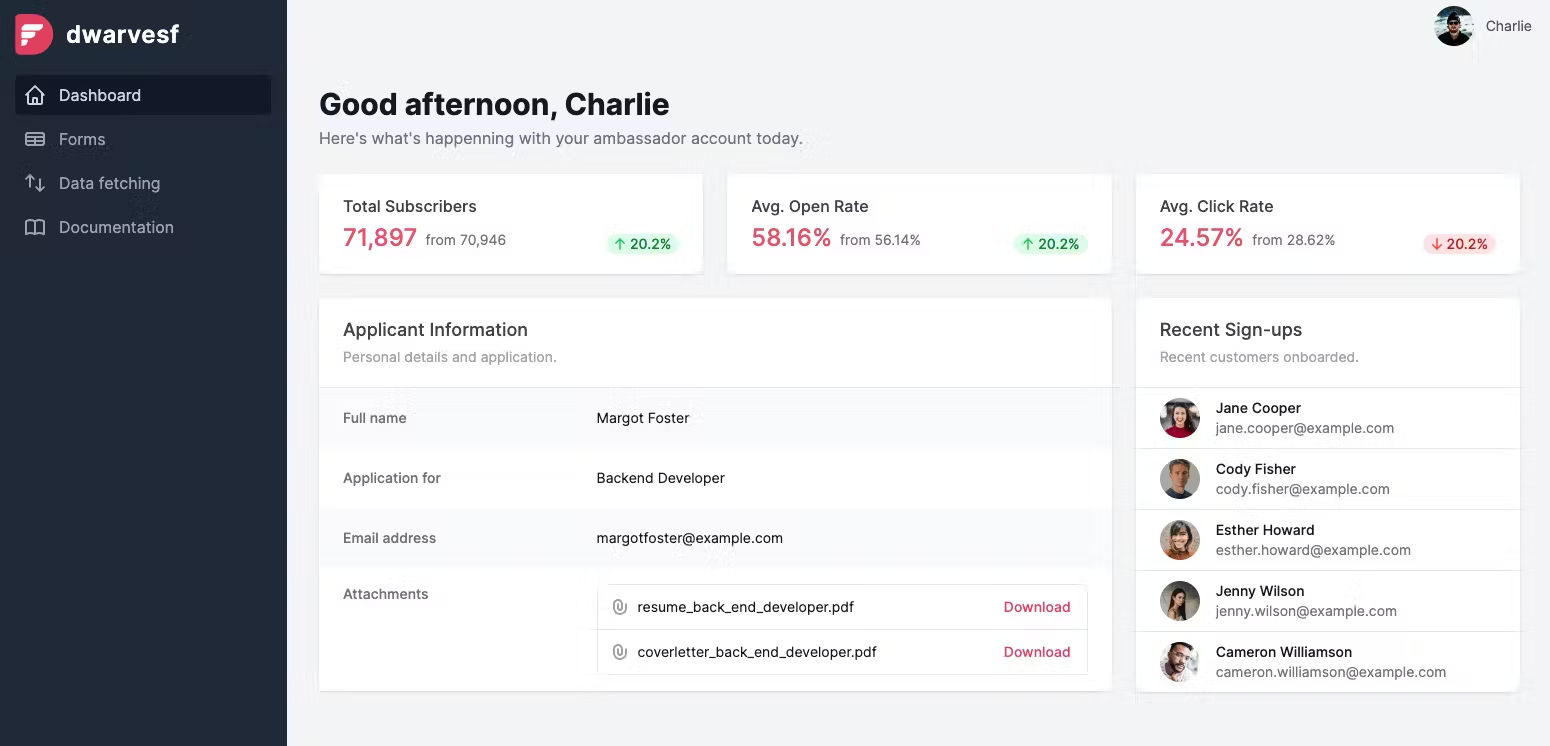 dwarvesf
Dashboard
Forms
Data fetching
Documentation
Charlie
Good afternoon, Charlie
Here's what's happenning with your ambassador account today.
Total Subscribers
71,897 from 70,946
20.2%
Avg. Open Rate
58.16% from 56.14%
20.2%
Avg. Click Rate
24.57% from 28.62%
20.2%
Applicant Information
Personal details and application.
Full name Margot Foster
Application for Backend Developer
Email address margotfoster@example.com
Attachments
resume_back_end_developer.pdf Download
coverletter_back_end_developer.pdf Download
Recent Sign-ups
Recent customers onboarded.
Jane Cooper
jane.cooper@example.com
Cody Fisher
cody.fisher@example.com
Esther Howard
esther.howard@example.com
Jenny Wilson
jenny.wilson@example.com
Cameron Williamson
cameron.williamson@example.com